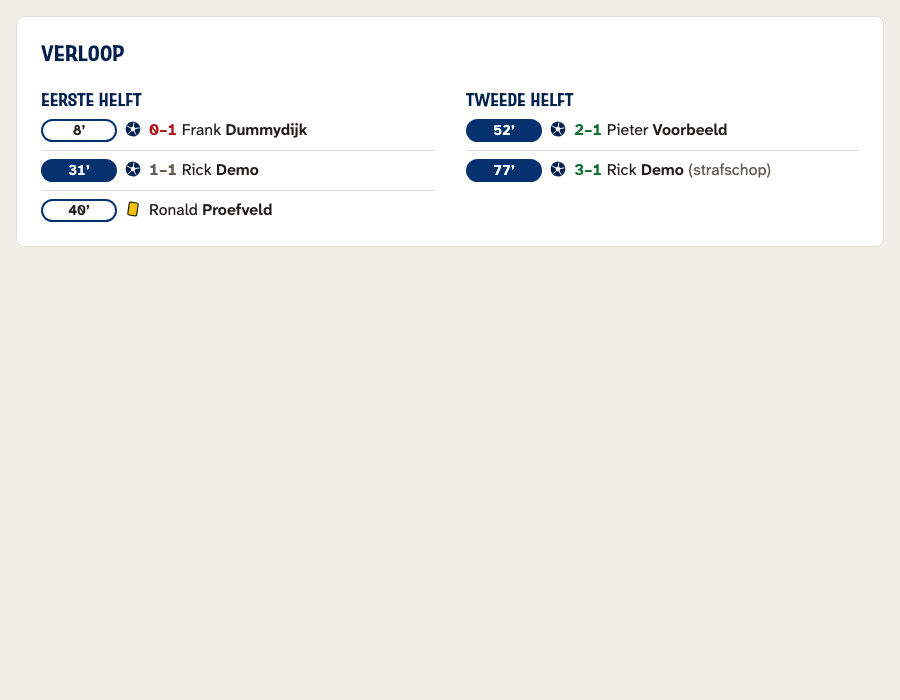 VERLOOP
EERSTE HELFT
8’ 0–1 Frank Dummydijk
31’ 1–1 Rick Demo
40’ Ronald Proefveld
TWEEDE HELFT
52’ 2–1 Pieter Voorbeeld
77’ 3–1 Rick Demo (strafschop)